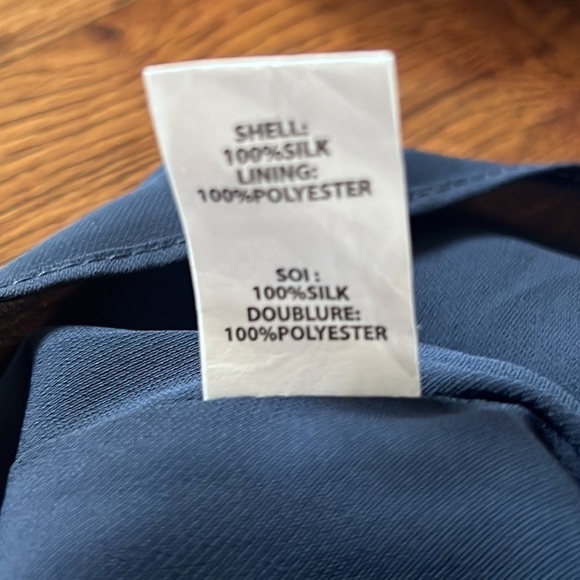 SHELL:
100%SILK
LINING:
100%POLYESTER
SOI :
100%SILK
DOUBLURE:
100%POLYESTER